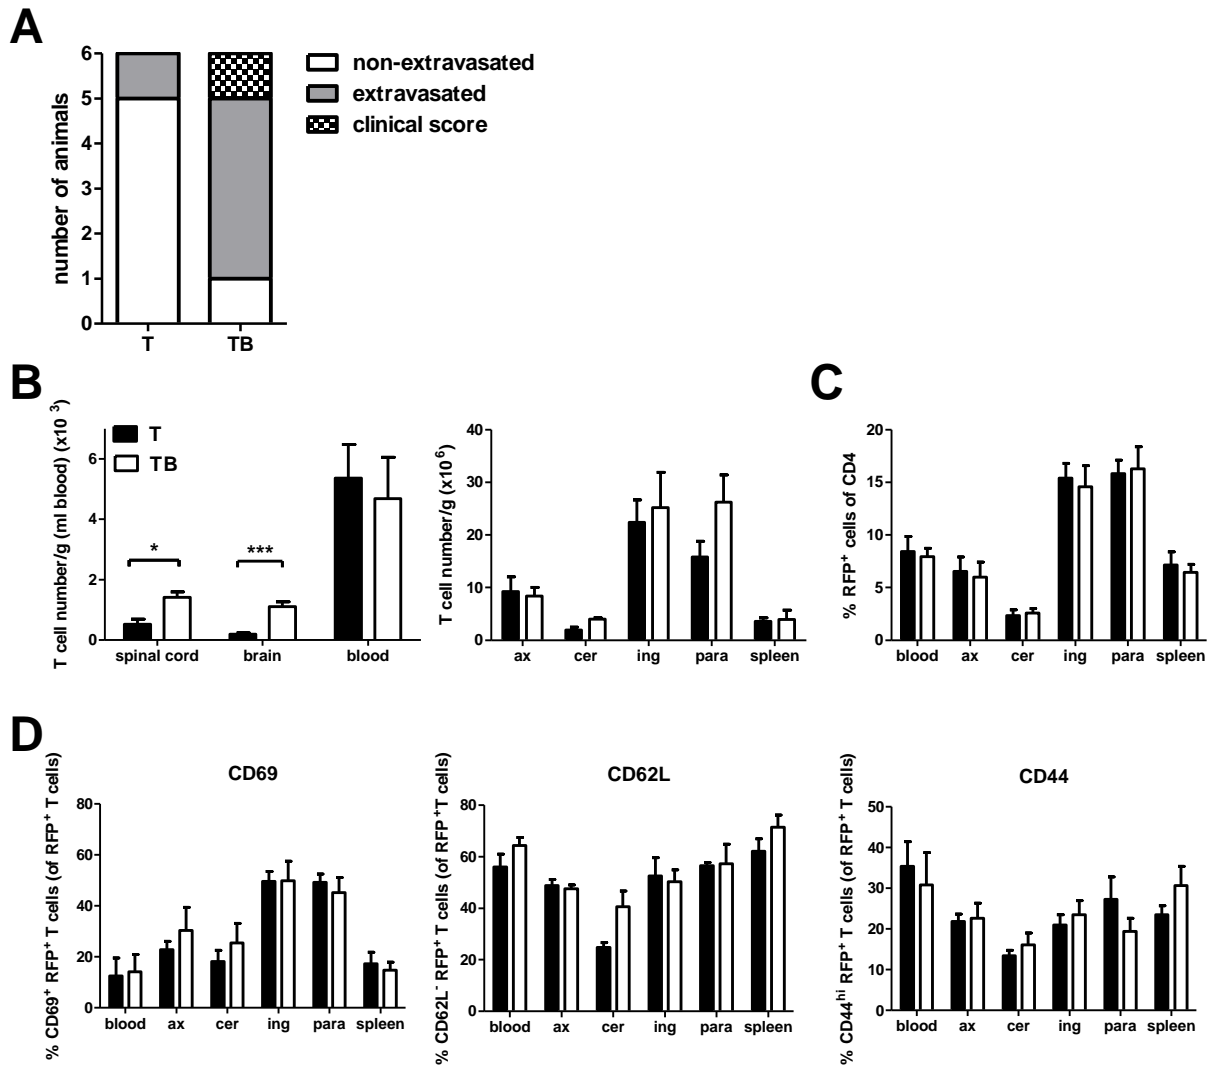 A
number of animals
6
5
4
3
2
1
0
T
TB
non-extravasated
extravasated
clinical score
B
T cell number/g (ml blood) (x10 3)
6
4
2
0
T
TB
*
***
spinal cord
brain
blood
T cell number/g (x10⁶)
40
30
20
10
0
ax
cer
ing
para
spleen
C
% RFP⁺ cells of CD4
20
15
10
5
0
blood
ax
cer
ing
para
spleen
D
CD69
% CD69⁺ RFP⁺ T cells (of RFP⁺ T cells)
80
60
40
20
0
blood
ax
cer
ing
para
spleen
CD62L
% CD62L⁻ RFP⁺ T cells (of RFP⁺T cells)
80
60
40
20
0
blood
ax
cer
ing
para
spleen
CD44
% CD44ʰⁱ RFP⁺ T cells (of RFP⁺ T cells)
50
40
30
20
10
0
blood
ax
cer
ing
para
spleen